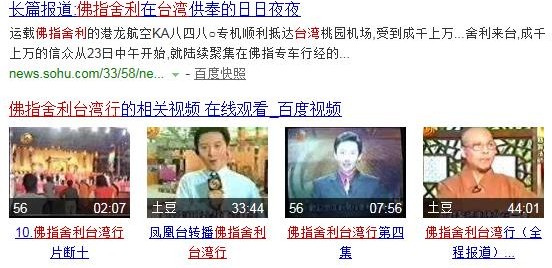 长篇报道:佛指舍利在台湾供奉的日日夜夜
运载佛指舍利的港龙航空KA八四八○专机顺利抵达台湾桃园机场,受到成千上万...舍利来台,成千
上万的信众从23日中午开始,就陆续聚集在佛指专车行经的...
news.sohu.com/33/58/ne... - 百度快照
佛指舍利台湾行的相关视频 在线观看_百度视频
56 02:07
土豆 33:44
56 07:56
土豆 44:01
10.佛指舍利台湾行
片断十
凤凰台转播佛指舍
利台湾行
佛指舍利台湾行第四
集
佛指舍利台湾行（全
程报道）...